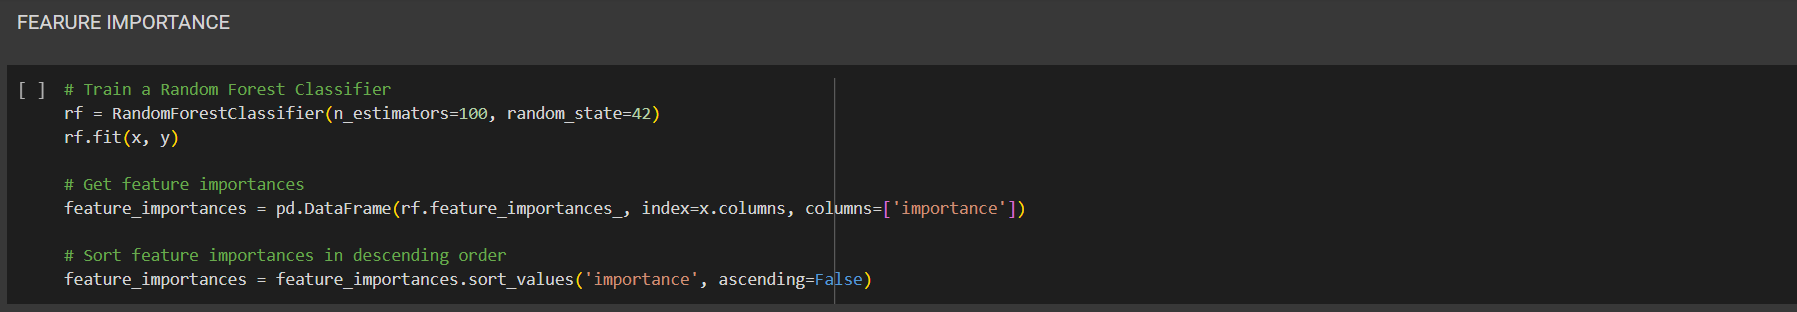 FEARURE IMPORTANCE
[ ] # Train a Random Forest Classifier
rf = RandomForestClassifier(n_estimators=100, random_state=42)
rf.fit(x, y)
# Get feature importances
feature_importances = pd.DataFrame(rf.feature_importances_, index=x.columns, columns=['importance'])
# Sort feature importances in descending order
feature_importances = feature_importances.sort_values('importance', ascending=False)